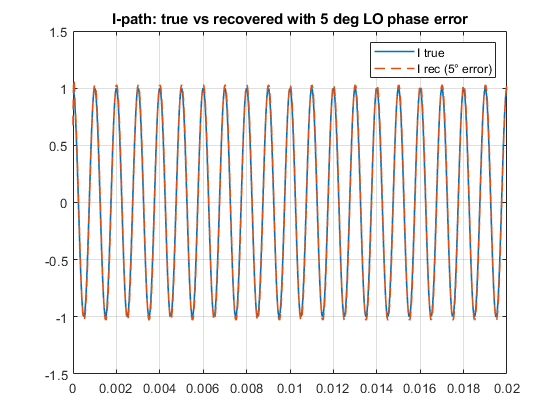 I-path: true vs recovered with 5 deg LO phase error
I true
I rec (5° error)
1.5
1
0.5
0
-0.5
-1
-1.5
0 0.002 0.004 0.006 0.008 0.01 0.012 0.014 0.016 0.018 0.02